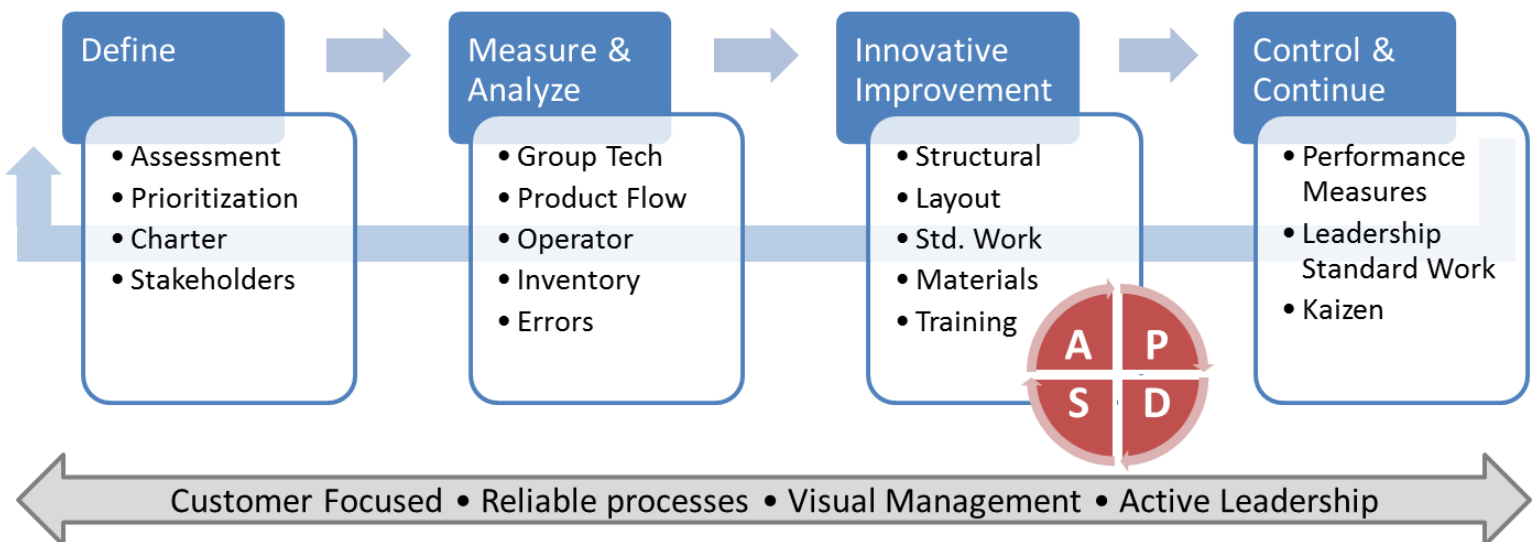 Define
• Assessment
• Prioritization
• Charter
• Stakeholders
Measure &
Analyze
• Group Tech
• Product Flow
• Operator
• Inventory
• Errors
Innovative
Improvement
• Structural
• Layout
• Std. Work
• Materials
• Training
A P
S D
Control &
Continue
• Performance
Measures
• Leadership
Standard Work
• Kaizen
Customer Focused • Reliable processes • Visual Management • Active Leadership